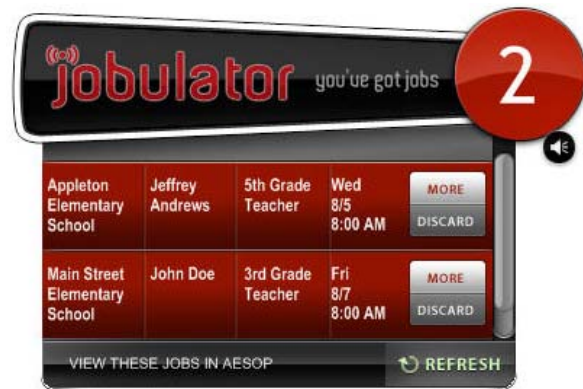 jobulator you've got jobs 2
Appleton Elementary School Jeffrey Andrews 5th Grade Teacher Wed 8/5 8:00 AM MORE DISCARD
Main Street Elementary School John Doe 3rd Grade Teacher Fri 8/7 8:00 AM MORE DISCARD
VIEW THESE JOBS IN AESOP REFRESH